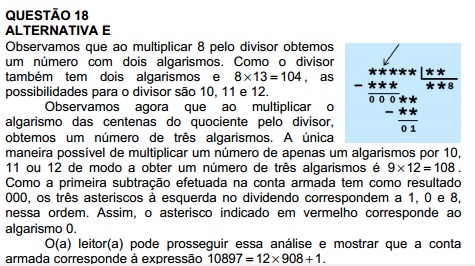 QUESTÃO 18
ALTERNATIVA E
Observamos que ao multiplicar 8 pelo divisor obtemos
um número com dois algarismos. Como o divisor
também tem dois algarismos e 8×13=104, as
possibilidades para o divisor são 10, 11 e 12.
Observamos agora que ao multiplicar o
algarismo das centenas do quociente pelo divisor,
obtemos um número de três algarismos. A única
maneira possível de multiplicar um número de apenas um algarismos por 10,
11 ou 12 de modo a obter um número de três algarismos é 9×12=108.
Como a primeira subtração efetuada na conta armada tem como resultado
000, os três asteriscos à esquerda no dividendo correspondem a 1, 0 e 8,
nessa ordem. Assim, o asterisco indicado em vermelho corresponde ao
algarismo 0.
O(a) leitor(a) pode prosseguir essa análise e mostrar que a conta
armada corresponde à expressão 10897=12×908+1.
***** **
- *** **8
000**
- **
01